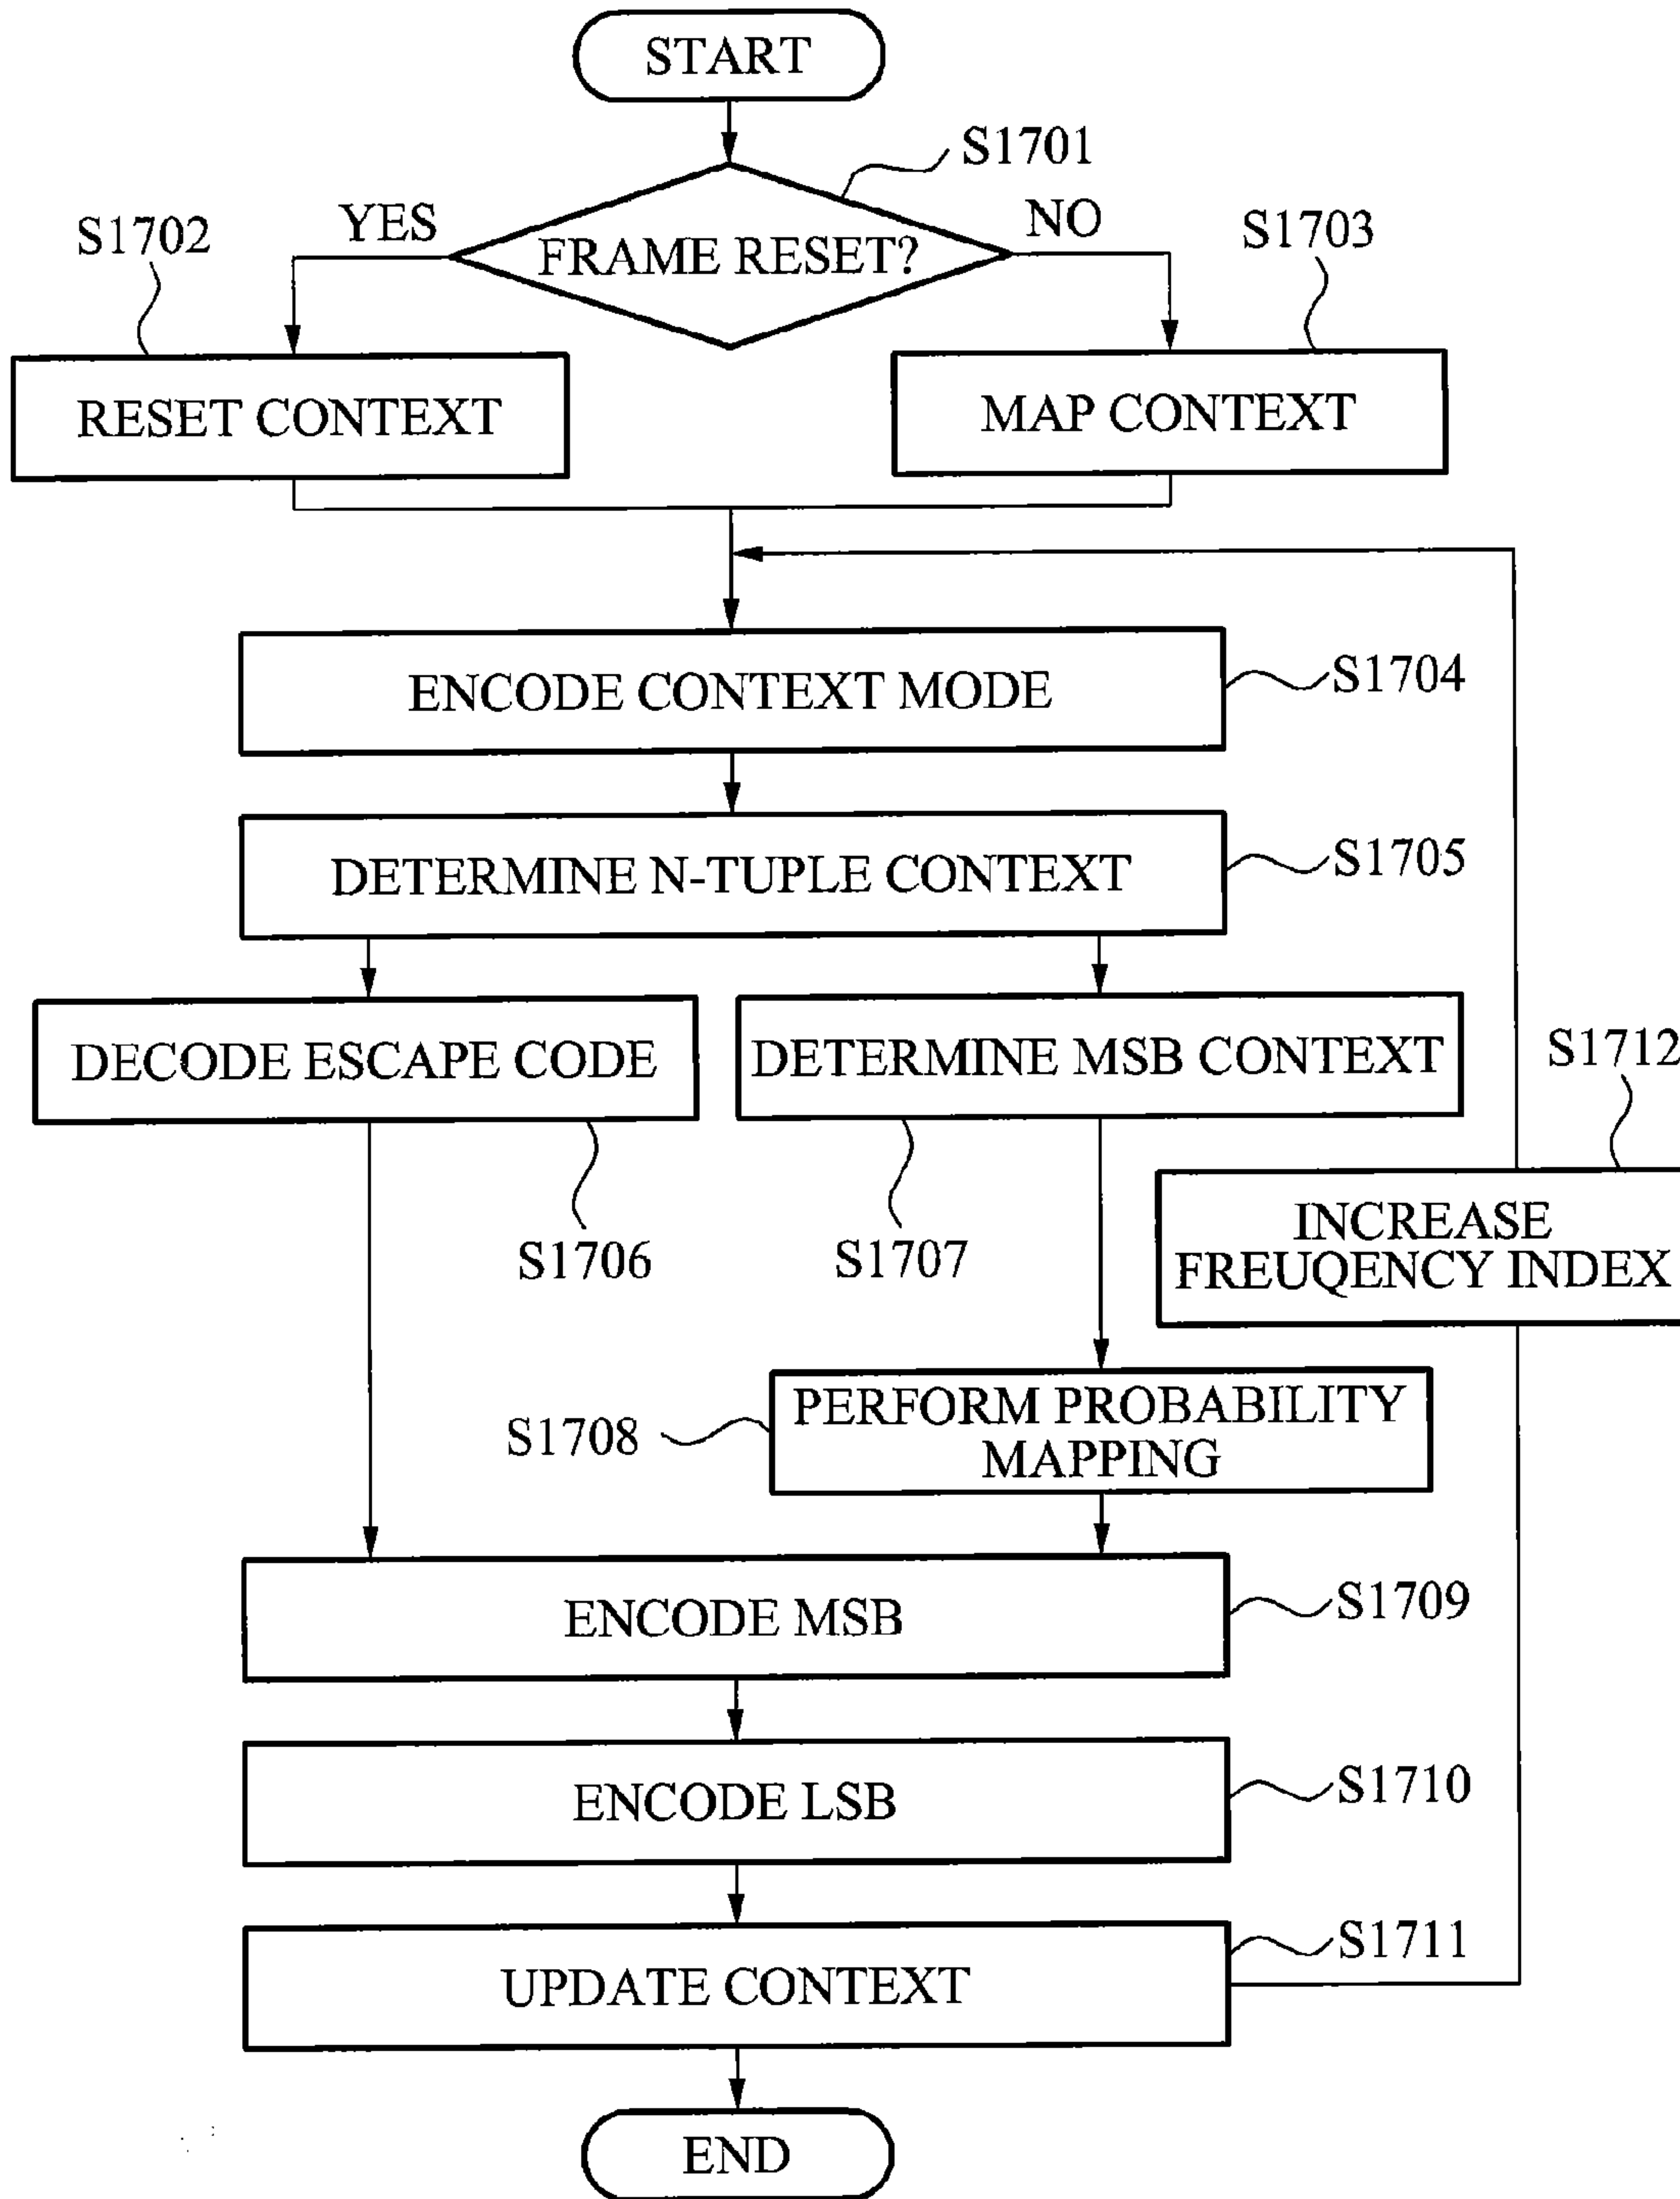 START
S1701
YES
NO
S1702
S1703
FRAME RESET?
RESET CONTEXT
MAP CONTEXT
ENCODE CONTEXT MODE
S1704
DETERMINE N-TUPLE CONTEXT
S1705
DECODE ESCAPE CODE
DETERMINE MSB CONTEXT
S1712
S1706
S1707
INCREASE
FREUQENCY INDEX
S1708
PERFORM PROBABILITY
MAPPING
ENCODE MSB
S1709
ENCODE LSB
S1710
UPDATE CONTEXT
S1711
END